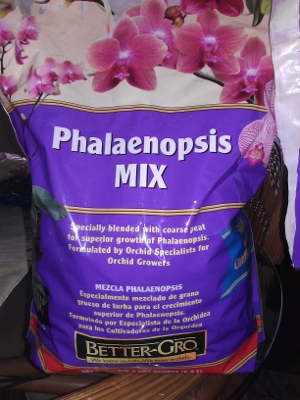 Phalaenopsis
MIX
Specially blended with coarse peat
for superior growth of Phalaenopsis.
Formulated by Orchid Specialists for
Orchid Growers
MEZCLA PHALAENOPSIS
Especialmente mezclado de grano
grueso de turba para el crecimiento
superior de Phalaenopsis.
Formulado por Especialista de la Orchidea
para los Cultivadores de la Orquidea
BETTER-GRO